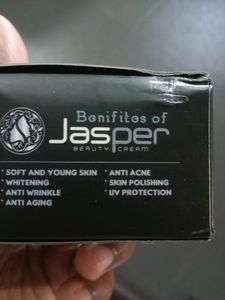 Benifites of
Jasper
BEAUTY CREAM
* SOFT AND YOUNG SKIN
* WHITENING
* ANTI WRINKLE
* ANTI AGING
* ANTI ACNE
* SKIN POLISHING
* UV PROTECTION